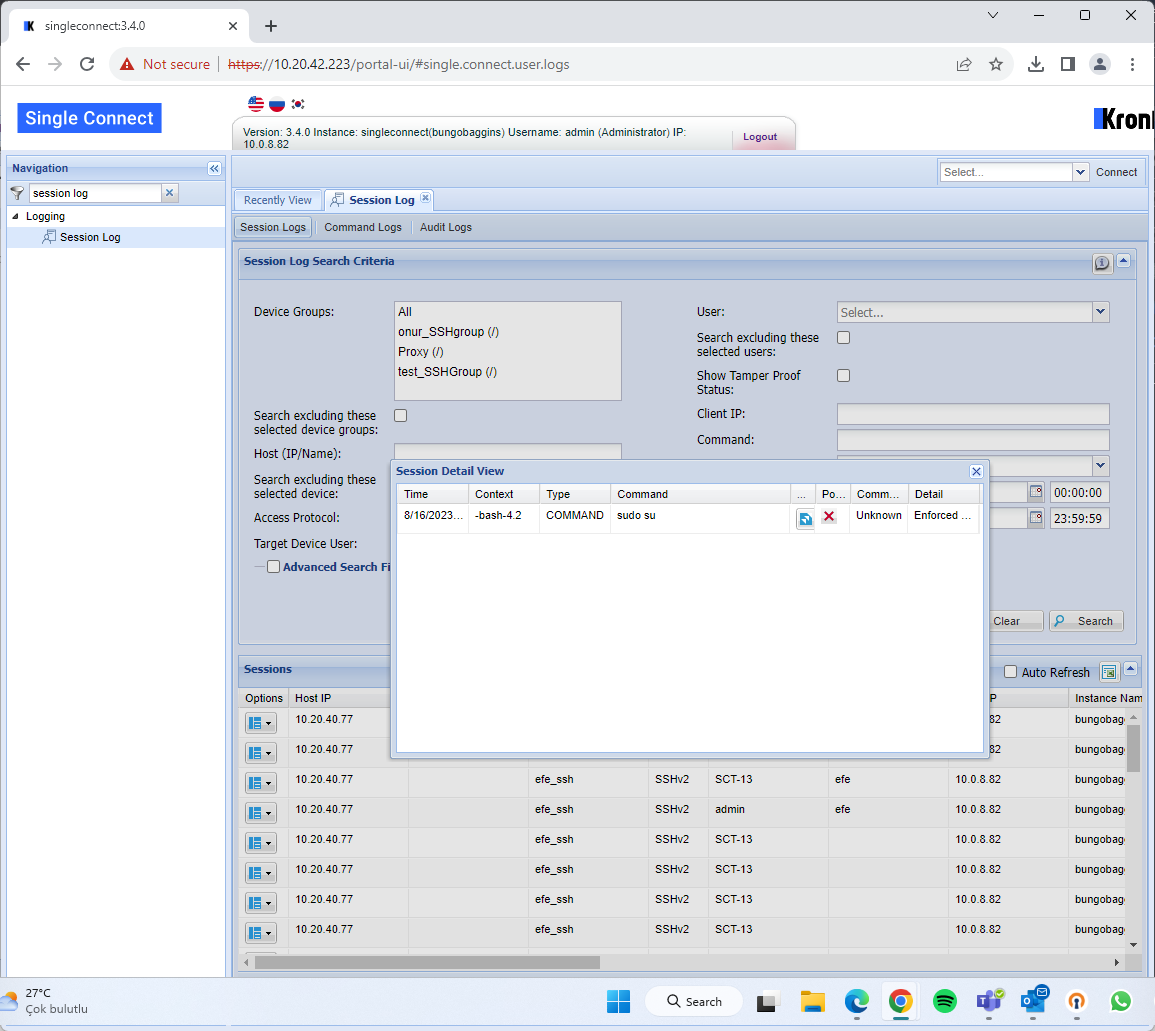 singleconnect:3.4.0
Not secure https://10.20.42.223/portal-ui/#single.connect.user.logs
Single Connect
Version: 3.4.0 Instance: singleconnect(bungobaggins) Username: admin (Administrator) IP:
10.0.8.82
Logout
Kront
Navigation
session log
Logging
Session Log
Select...
Connect
Recently View
Session Log
Session Logs
Command Logs
Audit Logs
Session Log Search Criteria
Device Groups:
All
onur_SSHgroup (/)
Proxy (/)
test_SSHGroup (/)
Search excluding these
selected device groups:
Host (IP/Name):
Search excluding these
selected device:
Access Protocol:
Target Device User:
Advanced Search Fi
User:
Select...
Search excluding these
selected users:
Show Tamper Proof
Status:
Client IP:
Command:
00:00:00
23:59:59
Clear
Search
Session Detail View
Time Context Type Command ... Po... Comm... Detail
8/16/2023... -bash-4.2 COMMAND sudo su Unknown Enforced ...
Sessions
Auto Refresh
Options Host IP P Instance Nam
10.20.40.77 82 bungobag
10.20.40.77 82 bungobag
10.20.40.77 efe_ssh SSHv2 SCT-13 efe 10.0.8.82 bungobag
10.20.40.77 efe_ssh SSHv2 admin efe 10.0.8.82 bungobag
10.20.40.77 efe_ssh SSHv2 SCT-13 10.0.8.82 bungobag
10.20.40.77 efe_ssh SSHv2 SCT-13 10.0.8.82 bungobag
10.20.40.77 efe_ssh SSHv2 SCT-13 10.0.8.82 bungobag
10.20.40.77 efe_ssh SSHv2 SCT-13 10.0.8.82 bungobag
27°C
Çok bulutlu
Search